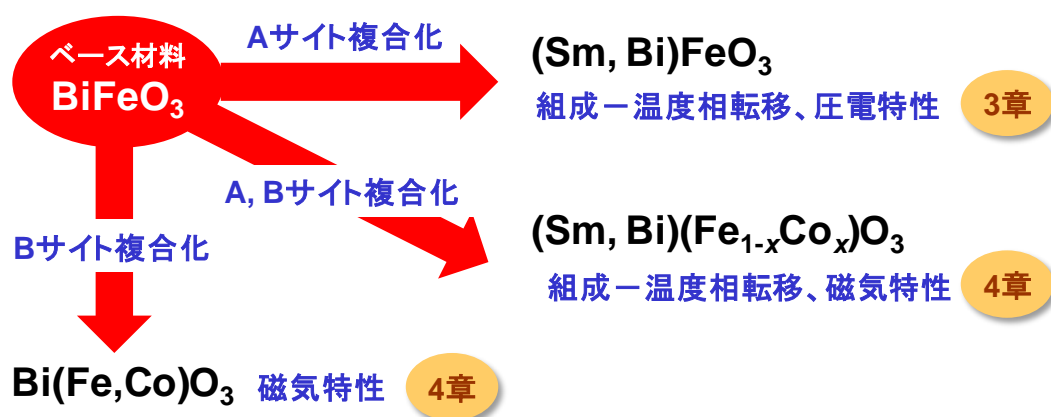 ベース材料
BiFeO₃
Aサイト複合化
(Sm, Bi)FeO₃
組成－温度相転移、圧電特性
3章
A, Bサイト複合化
(Sm, Bi)(Fe₁₋ₓCoₓ)O₃
組成－温度相転移、磁気特性
4章
Bサイト複合化
Bi(Fe,Co)O₃ 磁気特性
4章